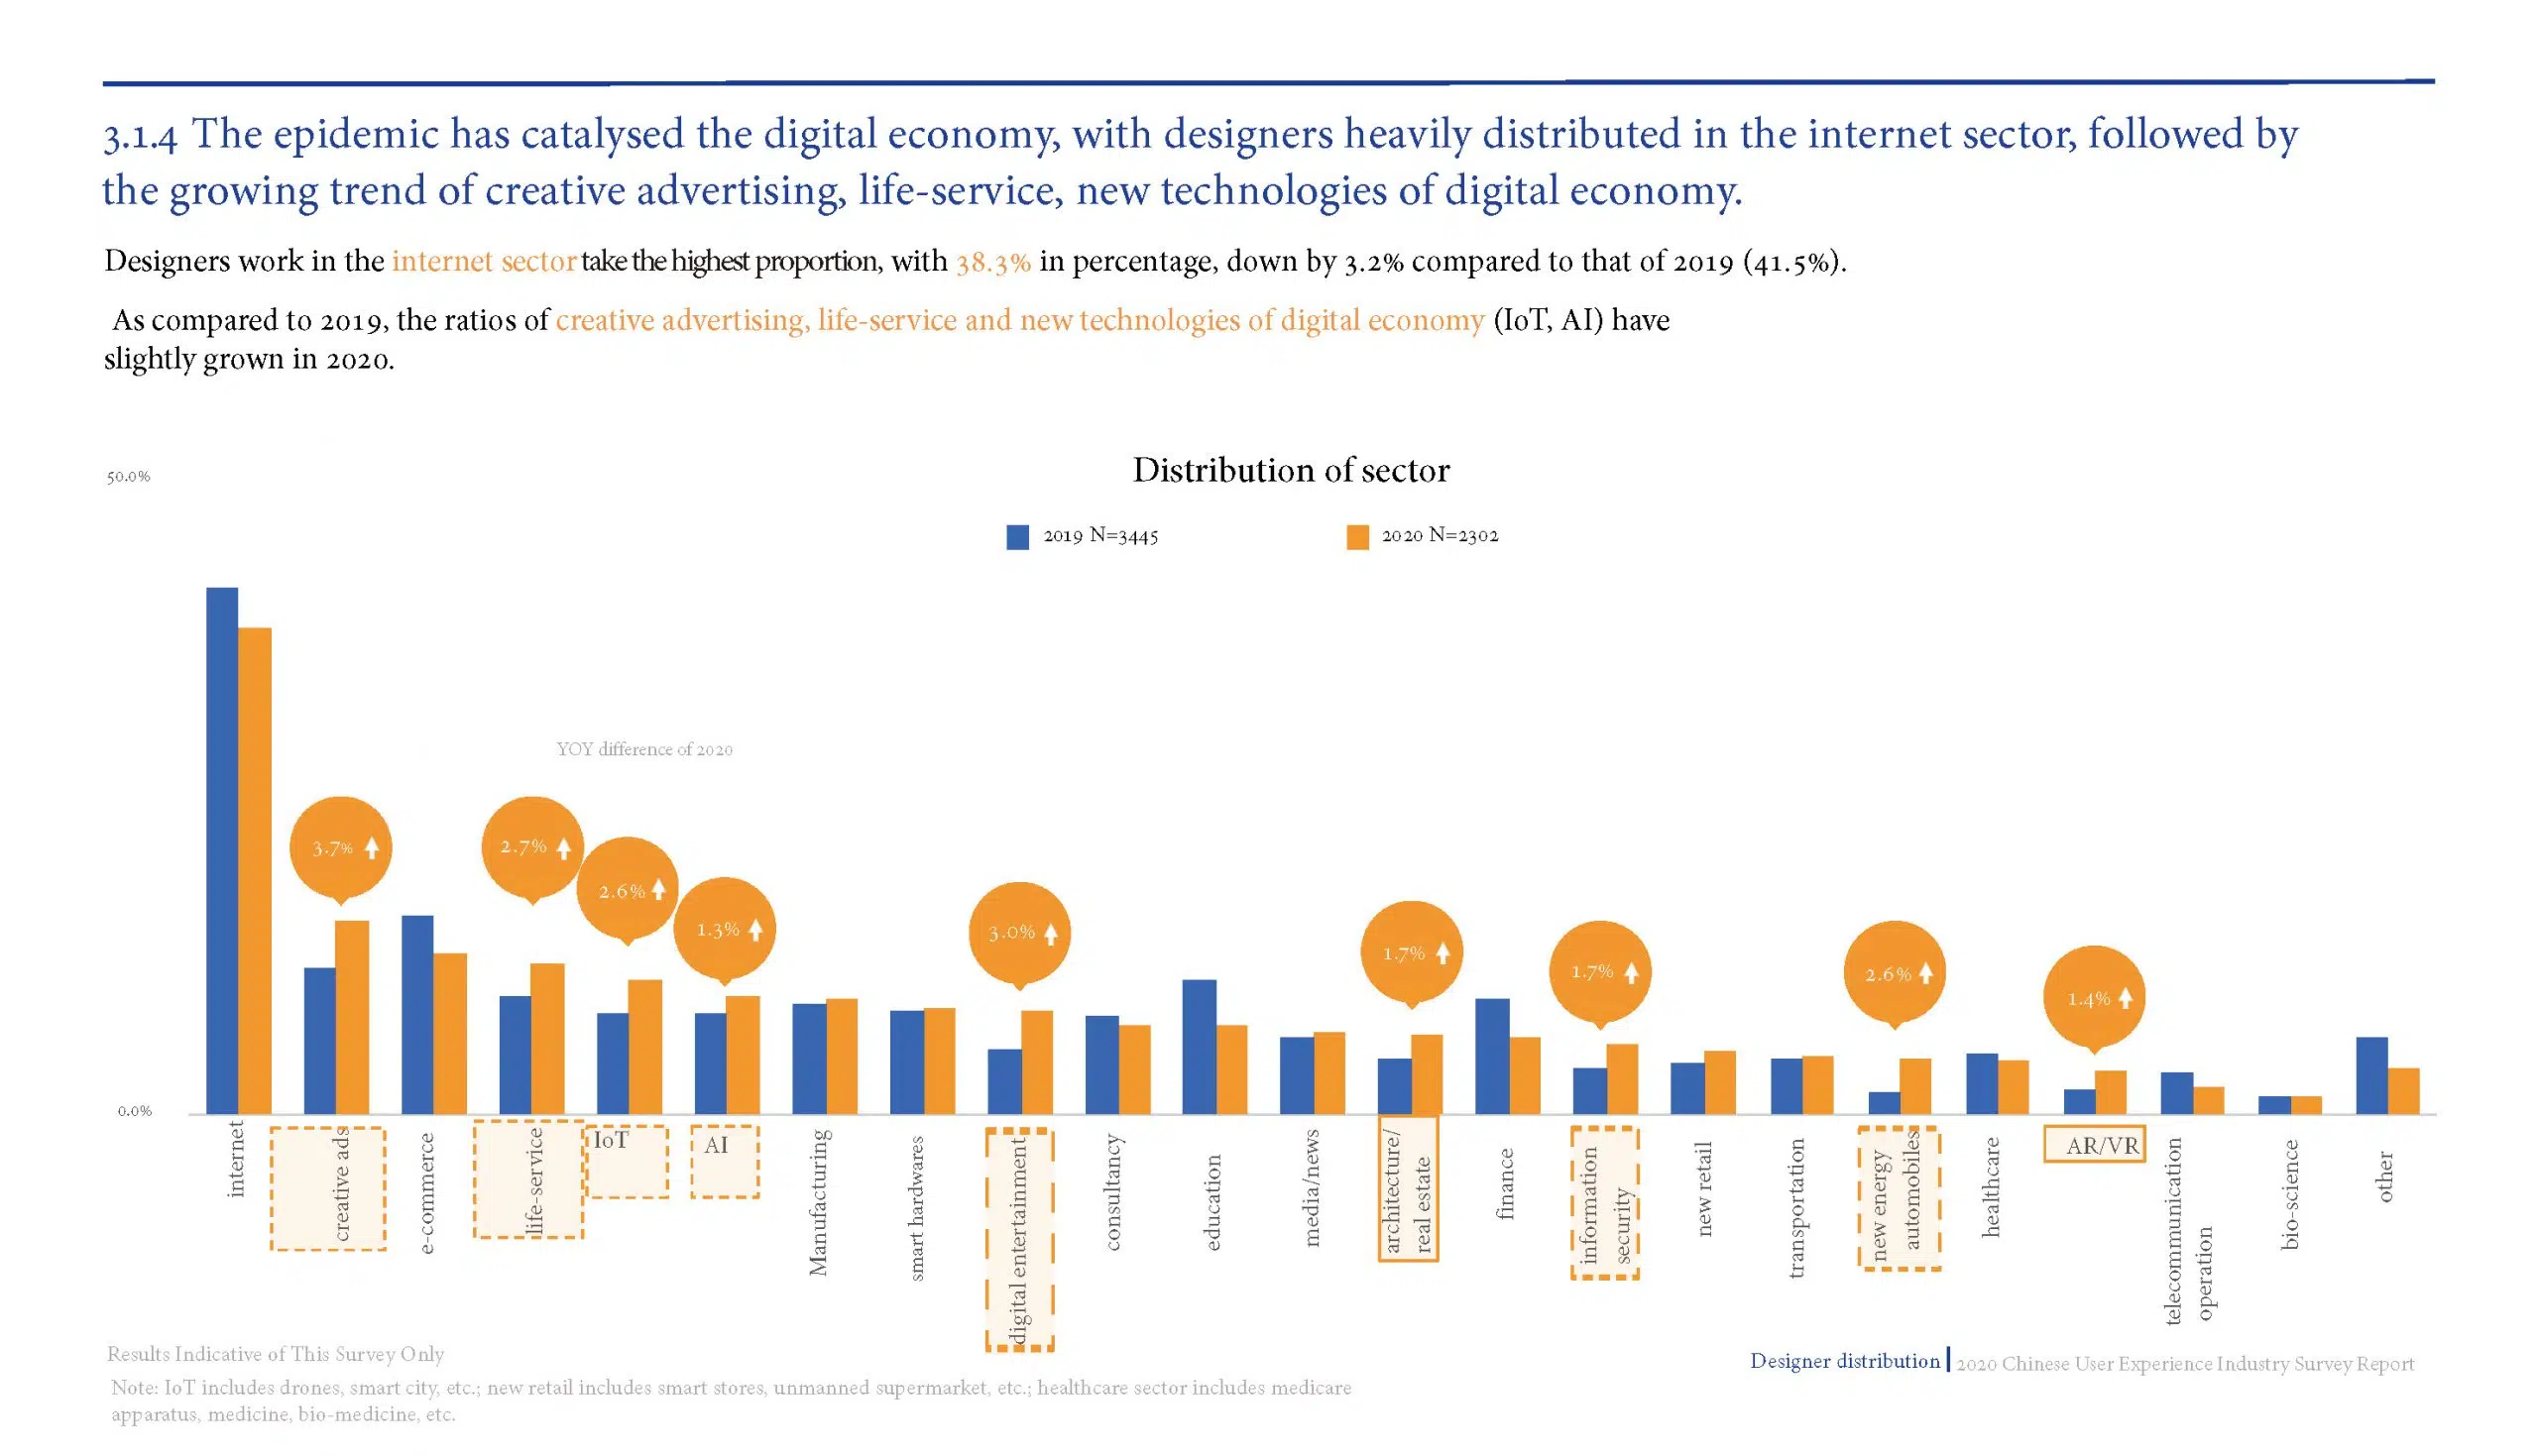 3.1.4 The epidemic has catalysed the digital economy, with designers heavily distributed in the internet sector, followed by
the growing trend of creative advertising, life-service, new technologies of digital economy.
Designers work in the internet sector take the highest proportion, with 38.3% in percentage, down by 3.2% compared to that of 2019 (41.5%).
As compared to 2019, the ratios of creative advertising, life-service and new technologies of digital economy (IoT, AI) have
slightly grown in 2020.
Distribution of sector
50.0%
2019 N=3445
2020 N=2302
YOY difference of 2020
3.7%
2.7%
2.6%
1.3%
3.0%
1.7%
1.7%
2.6%
1.4%
0.0%
internet
creative ads
e-commerce
life-service
IoT
AI
Manufacturing
smart hardwares
digital entertainment
consultancy
education
media/news
architecture/
real estate
finance
information
security
new retail
transportation
new energy
automobiles
healthcare
AR/VR
telecommunication
operation
bio-science
other
Results Indicative of This Survey Only
Note: IoT includes drones, smart city, etc.; new retail includes smart stores, unmanned supermarket, etc.; healthcare sector includes medicare
apparatus, medicine, bio-medicine, etc.
Designer distribution | 2020 Chinese User Experience Industry Survey Report